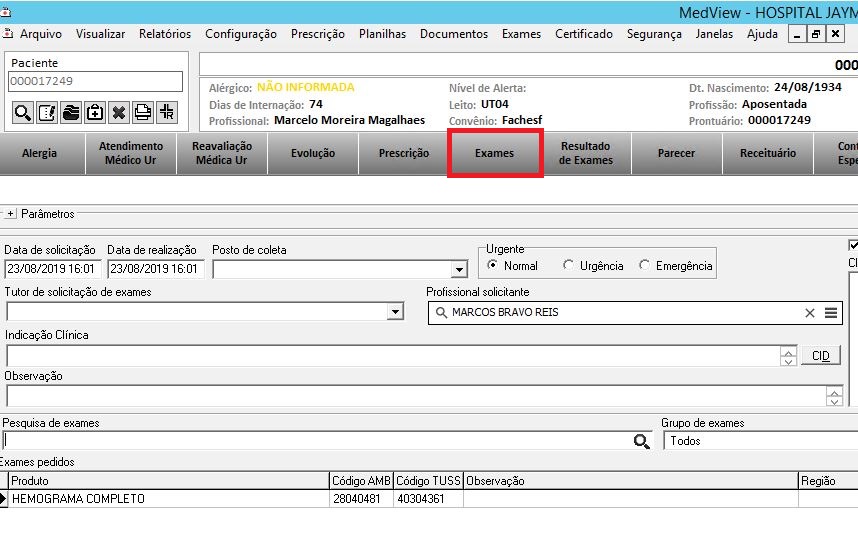 MedView - HOSPITAL JAYM
Arquivo Visualizar Relatórios Configuração Prescrição Planilhas Documentos Exames Certificado Segurança Janelas Ajuda
Paciente
000017249
000
Alérgico: NÃO INFORMADA Nível de Alerta: Dt. Nascimento: 24/08/1934
Dias de Internação: 74 Leito: UT04 Profissão: Aposentada
Profissional: Marcelo Moreira Magalhaes Convênio: Fachesf Prontuário: 000017249
Alergia Atendimento Médico Ur Reavaliação Médica Ur Evolução Prescrição Exames Resultado de Exames Parecer Receituário Cont Espe
+ Parâmetros
Data de solicitação Data de realização Posto de coleta Urgente
23/08/2019 16:01 23/08/2019 16:01 Normal Urgência Emergência
CI
Tutor de solicitação de exames Profissional solicitante
MARCOS BRAVO REIS
Indicação Clínica
CID
Observação
Pesquisa de exames Grupo de exames
Todos
Exames pedidos
Produto Código AMB Código TUSS Observação Região
HEMOGRAMA COMPLETO 28040481 40304361